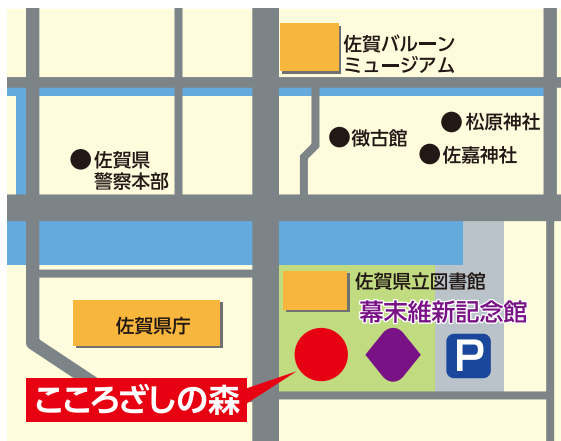 佐賀バルーン
ミュージアム
松原神社
徴古館
佐嘉神社
佐賀県
警察本部
佐賀県立図書館
幕末維新記念館
佐賀県庁
P
こころざしの森